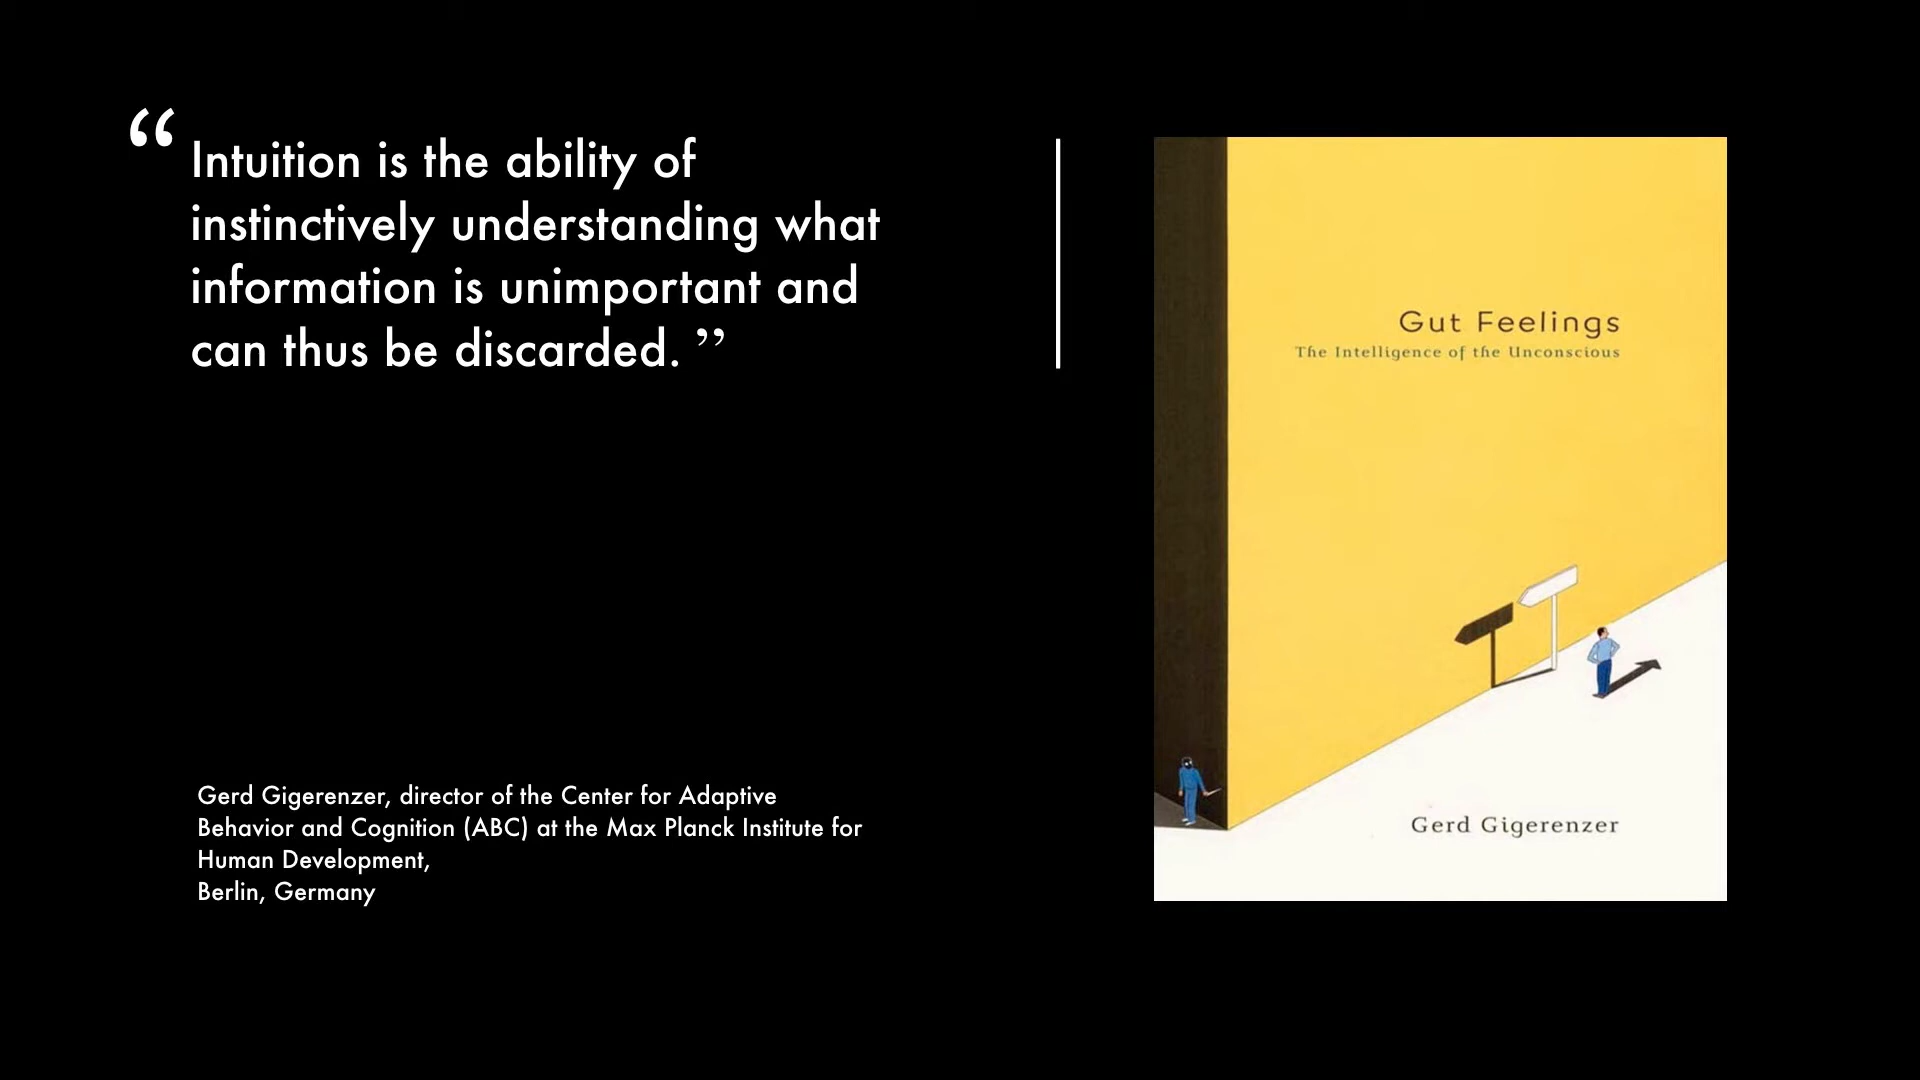 “ Intuition is the ability of
instinctively understanding what
information is unimportant and
can thus be discarded. ”
Gerd Gigerenzer, director of the Center for Adaptive
Behavior and Cognition (ABC) at the Max Planck Institute for
Human Development,
Berlin, Germany
Gut Feelings
The Intelligence of the Unconscious
Gerd Gigerenzer